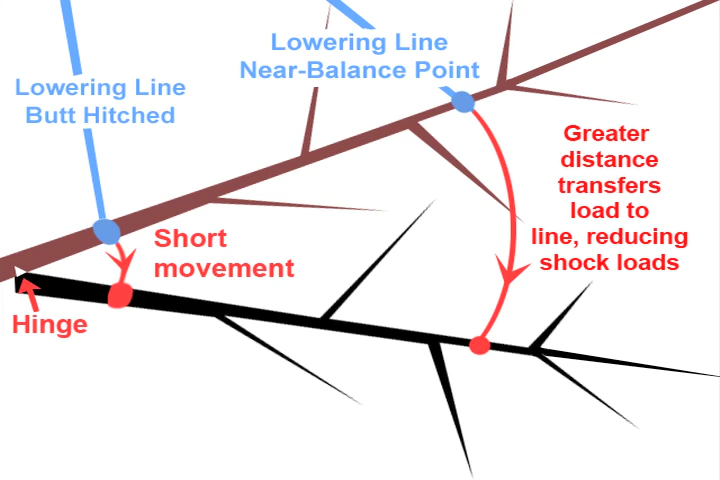 Lowering Line
Near-Balance Point
Lowering Line
Butt Hitched
Greater
distance
transfers
load to
line, reducing
shock loads
Short
movement
Hinge